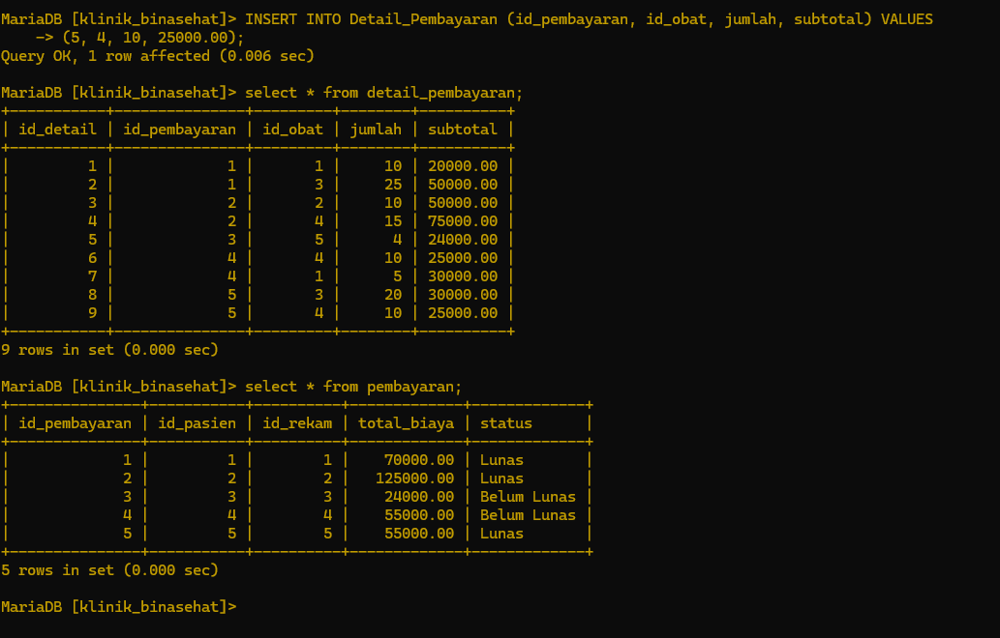 MariaDB [klinik_binasehat]> INSERT INTO Detail_Pembayaran (id_pembayaran, id_obat, jumlah, subtotal) VALUES
    -> (5, 4, 10, 25000.00);
Query OK, 1 row affected (0.006 sec)

MariaDB [klinik_binasehat]> select * from detail_pembayaran;
+-----------+---------------+---------+--------+----------+
| id_detail | id_pembayaran | id_obat | jumlah | subtotal |
+-----------+---------------+---------+--------+----------+
|         1 |             1 |       1 |     10 | 20000.00 |
|         2 |             1 |       3 |     25 | 50000.00 |
|         3 |             2 |       2 |     10 | 50000.00 |
|         4 |             2 |       4 |     15 | 75000.00 |
|         5 |             3 |       5 |      4 | 24000.00 |
|         6 |             4 |       4 |     10 | 25000.00 |
|         7 |             4 |       1 |      5 | 30000.00 |
|         8 |             5 |       3 |     20 | 30000.00 |
|         9 |             5 |       4 |     10 | 25000.00 |
+-----------+---------------+---------+--------+----------+
9 rows in set (0.000 sec)

MariaDB [klinik_binasehat]> select * from pembayaran;
+---------------+-----------+----------+-------------+-------------+
| id_pembayaran | id_pasien | id_rekam | total_biaya | status      |
+---------------+-----------+----------+-------------+-------------+
|             1 |         1 |        1 |    70000.00 | Lunas       |
|             2 |         2 |        2 |   125000.00 | Lunas       |
|             3 |         3 |        3 |    24000.00 | Belum Lunas |
|             4 |         4 |        4 |    55000.00 | Belum Lunas |
|             5 |         5 |        5 |    55000.00 | Lunas       |
+---------------+-----------+----------+-------------+-------------+
5 rows in set (0.000 sec)

MariaDB [klinik_binasehat]>